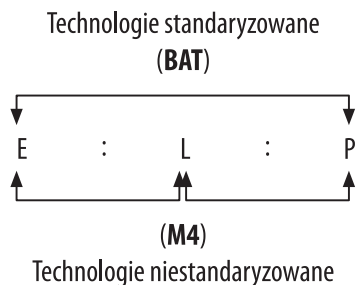 Technologie standaryzowane
(BAT)
E : L : P
(M4)
Technologie niestandaryzowane